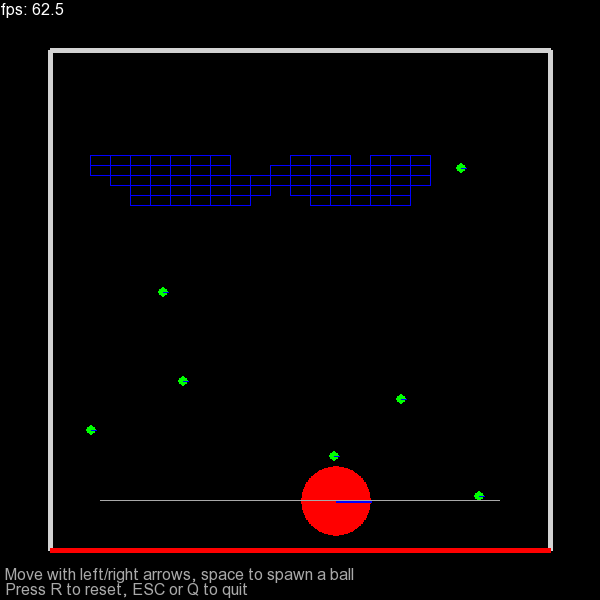 fps: 62.5
Move with left/right arrows, space to spawn a ball
Press R to reset, ESC or Q to quit